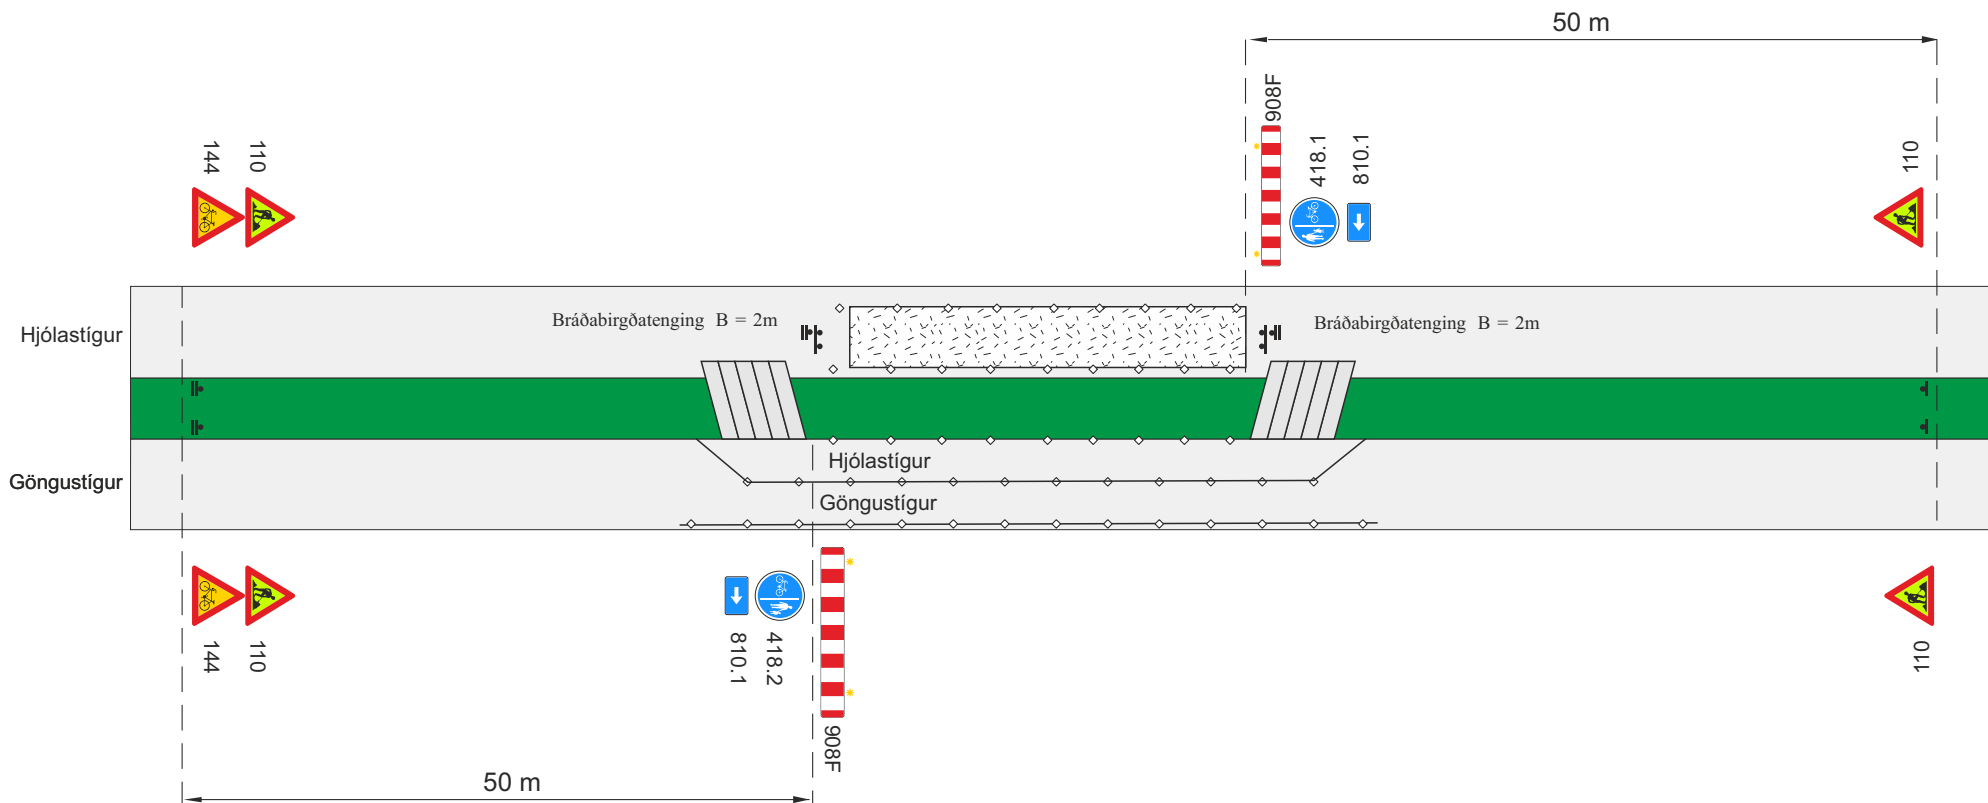 50 m
908F
144
110
418.1
810.1
110
Bráðabirgðatenging B = 2m
Bráðabirgðatenging B = 2m
Hjólastígur
Hjólastígur
Göngustígur
Göngustígur
144
110
810.1
418.2
110
908F
50 m